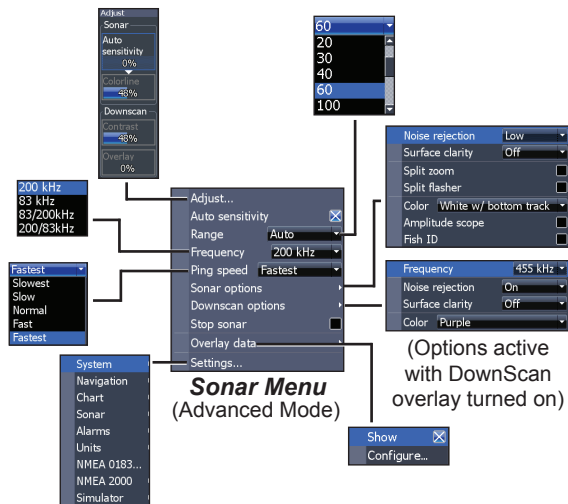 Adjust
Sonar
Auto
sensitivity
0%
Colorline
48%
Downscan
Contrast
48%
Overlay
0%
60
20
30
40
60
100
200 kHz
83 kHz
83/200kHz
200/83kHz
Fastest
Slowest
Slow
Normal
Fast
Fastest
Adjust...
Auto sensitivity
Range Auto
Frequency 200 kHz
Ping speed Fastest
Sonar options
Downscan options
Stop sonar
Overlay data
Settings...
Noise rejection Low
Surface clarity Off
Split zoom
Split flasher
Color White w/ bottom track
Amplitude scope
Fish ID
Frequency 455 kHz
Noise rejection On
Surface clarity Off
Color Purple
(Options active
with DownScan
overlay turned on)
Sonar Menu
(Advanced Mode)
System
Navigation
Chart
Sonar
Alarms
Units
NMEA 0183...
NMEA 2000
Simulator
Show
Configure...